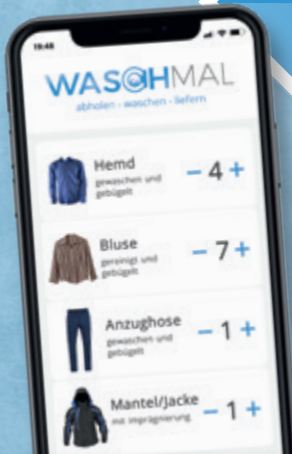 19:48
WASCHMAL
abholen - waschen - liefern
Hemd
gewaschen und
gebügelt
- 4 +
Bluse
gereinigt und
gebügelt
- 7 +
Anzughose
gewaschen und
gebügelt
- 1 +
Mantel/Jacke
mit Imprägnierung
- 1 +